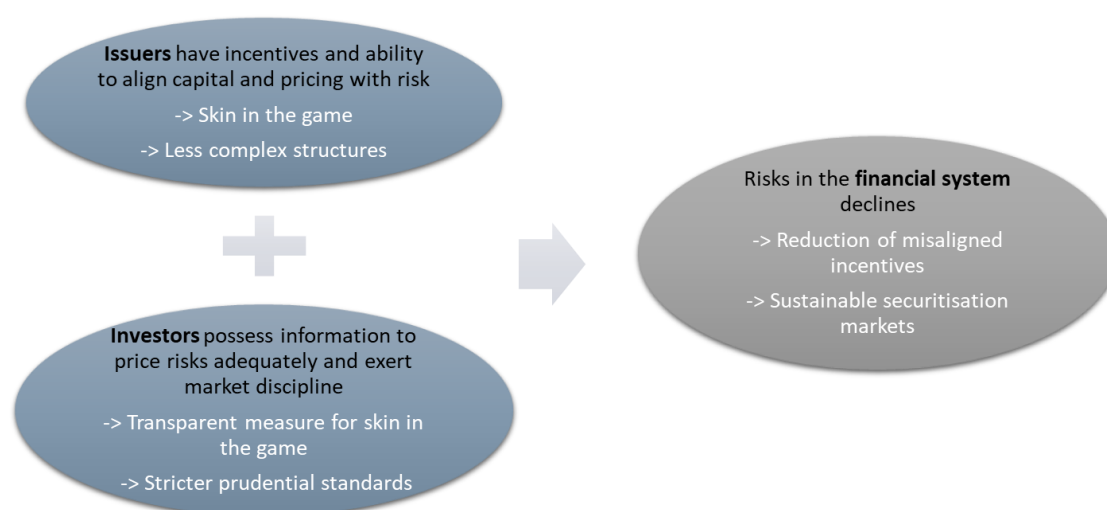 Issuers have incentives and ability
to align capital and pricing with risk
-> Skin in the game
-> Less complex structures
Investors possess information to
price risks adequately and exert
market discipline
-> Transparent measure for skin in
the game
-> Stricter prudential standards
Risks in the financial system
declines
-> Reduction of misaligned
incentives
-> Sustainable securitisation
markets